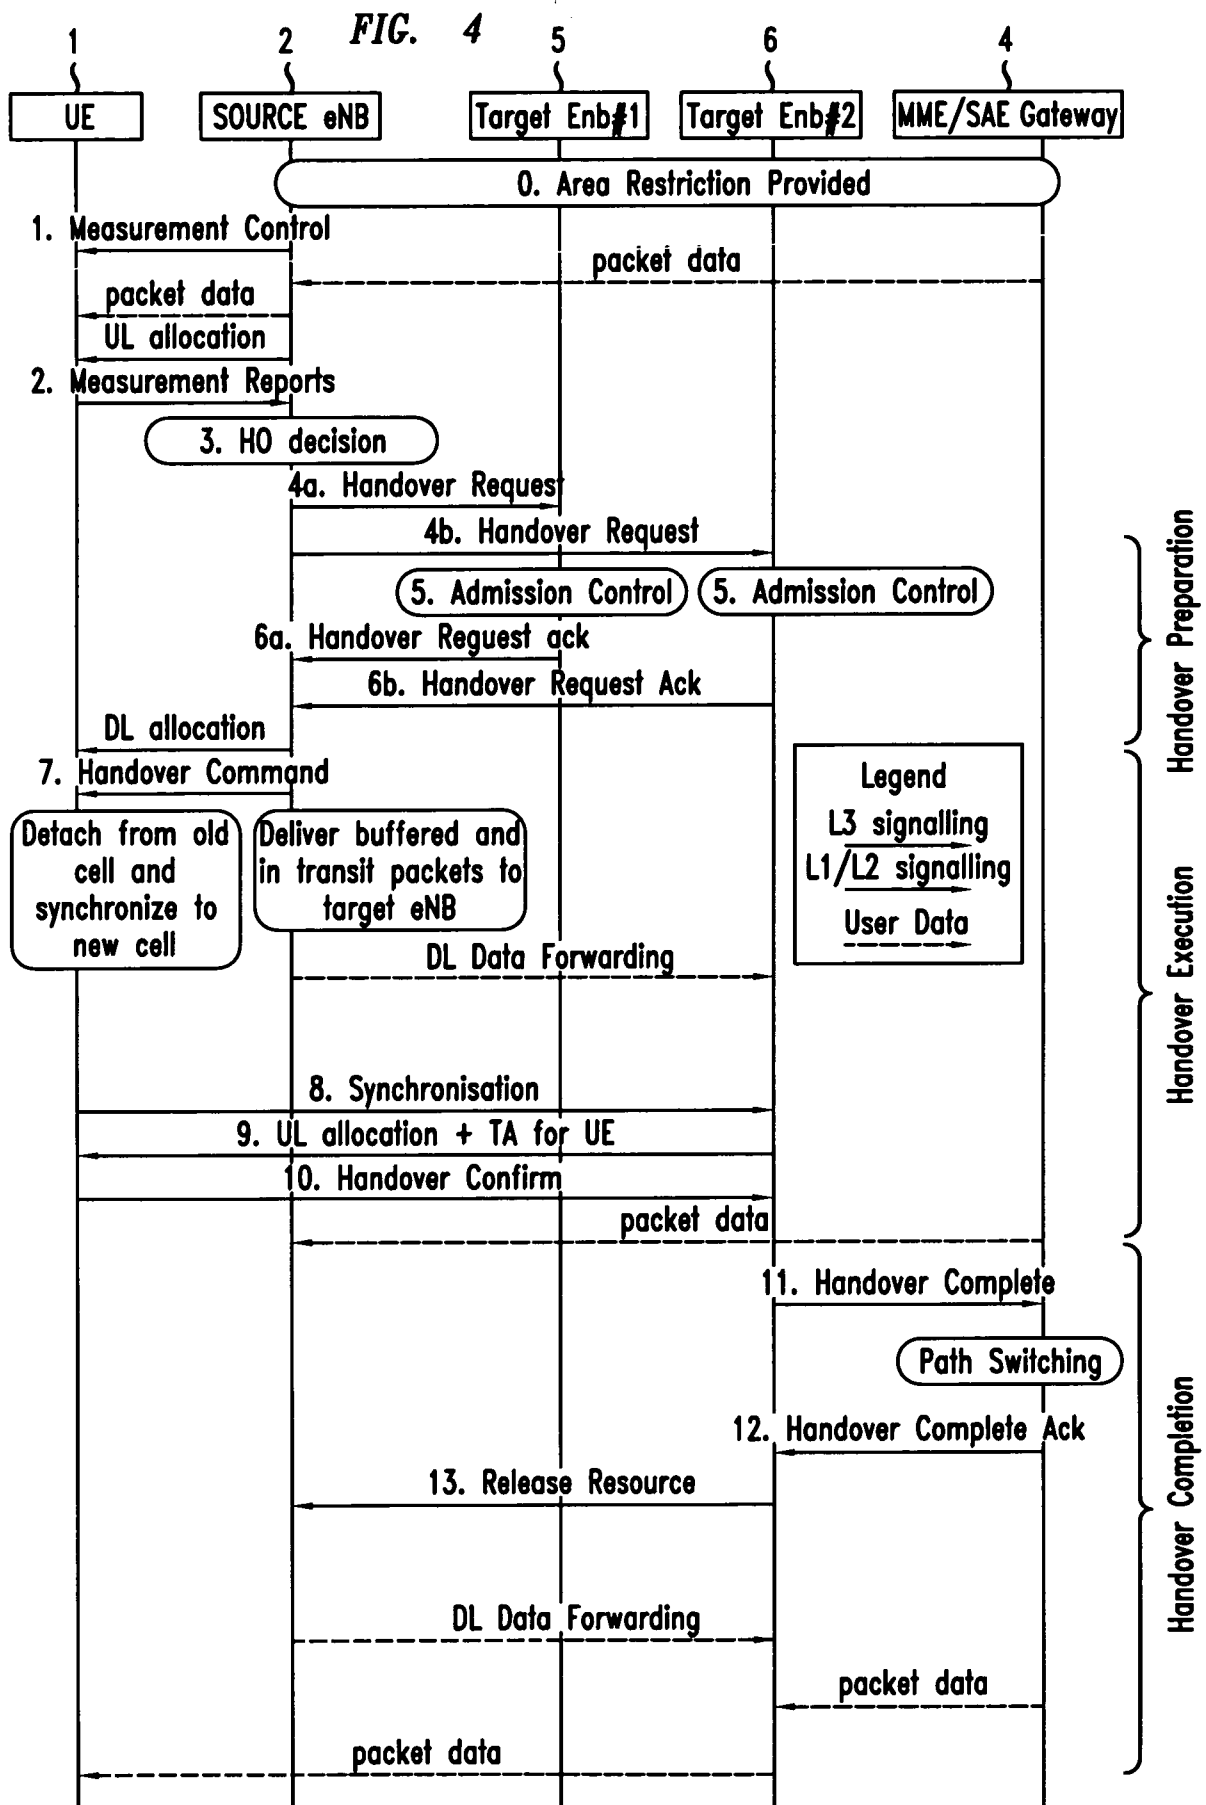 FIG. 4
1
2
5
6
4
UE
SOURCE eNB
Target Enb#1
Target Enb#2
MME/SAE Gateway
0. Area Restriction Provided
1. Measurement Control
packet data
packet data
UL allocation
2. Measurement Reports
3. HO decision
4a. Handover Request
4b. Handover Request
5. Admission Control
5. Admission Control
6a. Handover Reguest ack
6b. Handover Request Ack
DL allocation
7. Handover Command
Detach from old
cell and
synchronize to
new cell
Deliver buffered and
in transit packets to
target eNB
Legend
L3 signalling
L1/L2 signalling
User Data
DL Data Forwarding
8. Synchronisation
9. UL allocation + TA for UE
10. Handover Confirm
packet data
11. Handover Complete
Path Switching
12. Handover Complete Ack
13. Release Resource
DL Data Forwarding
packet data
packet data
Handover Preparation
Handover Execution
Handover Completion